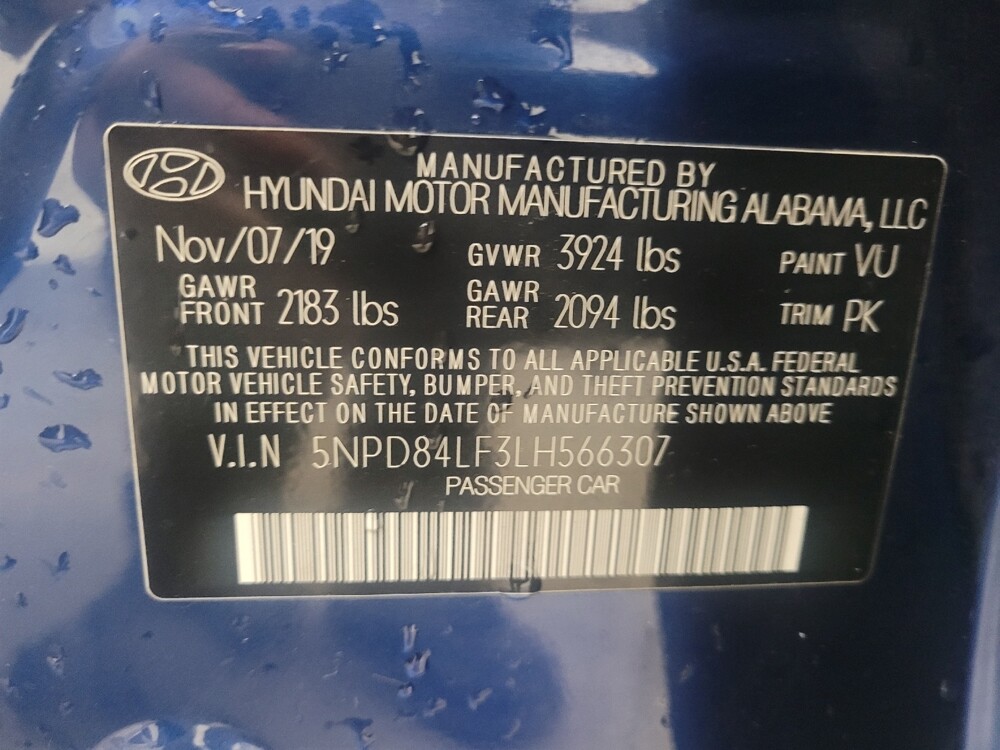 MANUFACTURED BY
HYUNDAI MOTOR MANUFACTURING ALABAMA, LLC
Nov/07/19 GVWR 3924 lbs PAINT VU
GAWR FRONT 2183 lbs GAWR REAR 2094 lbs TRIM PK
THIS VEHICLE CONFORMS TO ALL APPLICABLE U.S.A. FEDERAL
MOTOR VEHICLE SAFETY, BUMPER, AND THEFT PREVENTION STANDARDS
IN EFFECT ON THE DATE OF MANUFACTURE SHOWN ABOVE
V.I.N 5NPD84LF3LH566307
PASSENGER CAR